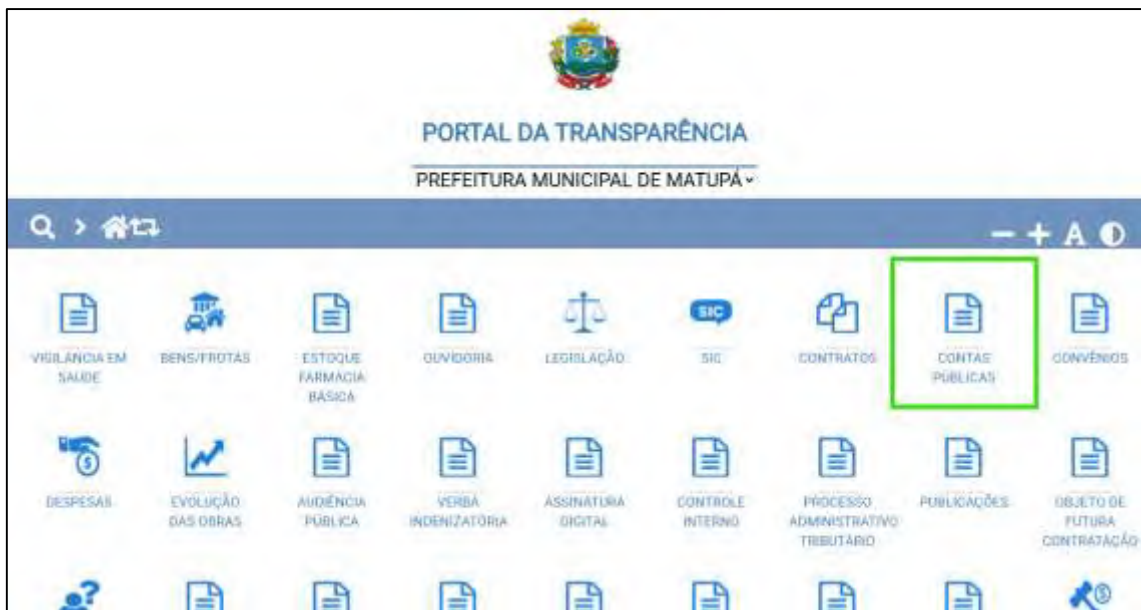 PORTAL DA TRANSPARÊNCIA
PREFEITURA MUNICIPAL DE MATUPÁ
A
VIGILÂNCIA EM SAÚDE
BENS/FROTAS
ESTOQUE FARMÁCIA BÁSICA
OUVIDORIA
LEGISLAÇÃO
SIC
SIC
CONTRATOS
CONTAS PÚBLICAS
CONVÊNIOS
DESPESAS
EVOLUÇÃO DAS OBRAS
AUDIÊNCIA PÚBLICA
VERBA INDENIZATÓRIA
ASSINATURA DIGITAL
CONTROLE INTERNO
PROCESSO ADMINISTRATIVO TRIBUTÁRIO
PUBLICAÇÕES
OBJETO DE FUTURA CONTRATAÇÃO